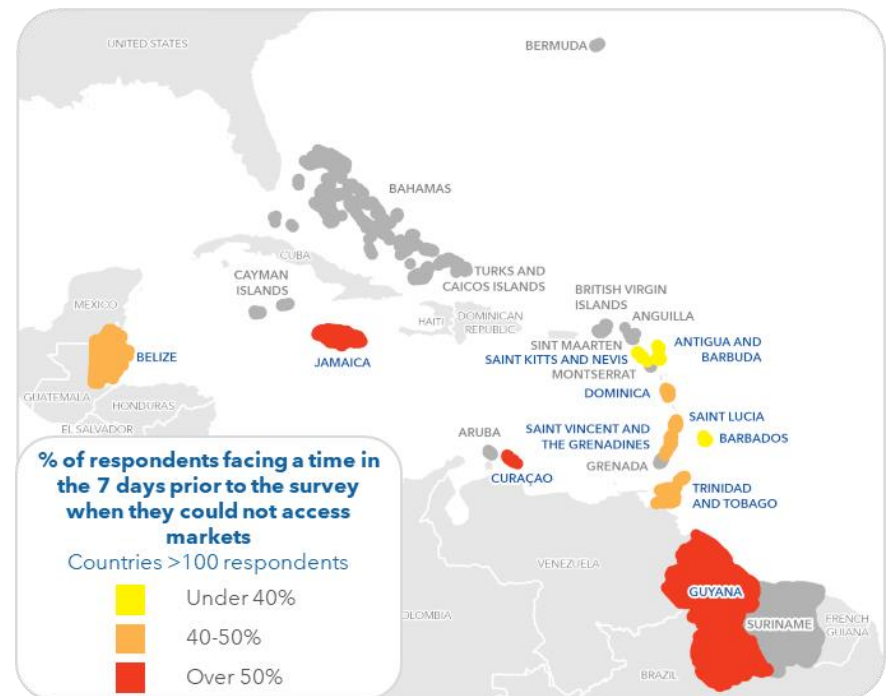 UNITED STATES
BERMUDA
BAHAMAS
CUBA
TURKS AND
CAICOS ISLANDS
CAYMAN
ISLANDS
MEXICO
HAITI
DOMINICAN
REPUBLIC
BRITISH VIRGIN
ISLANDS
ANGUILLA
SINT MAARTEN
SAINT KITTS AND NEVIS
MONTSERRAT
ANTIGUA AND
BARBUDA
BELIZE
JAMAICA
GUATEMALA
HONDURAS
EL SALVADOR
DOMINICA
SAINT LUCIA
SAINT VINCENT AND
THE GRENADINES
BARBADOS
GRENADA
ARUBA
CURAÇAO
TRINIDAD
AND TOBAGO
VENEZUELA
GUYANA
SURINAME
FRENCH
GUIANA
OLOMBIA
BRAZIL
% of respondents facing a time in
the 7 days prior to the survey
when they could not access
markets
Countries >100 respondents
Under 40%
40-50%
Over 50%